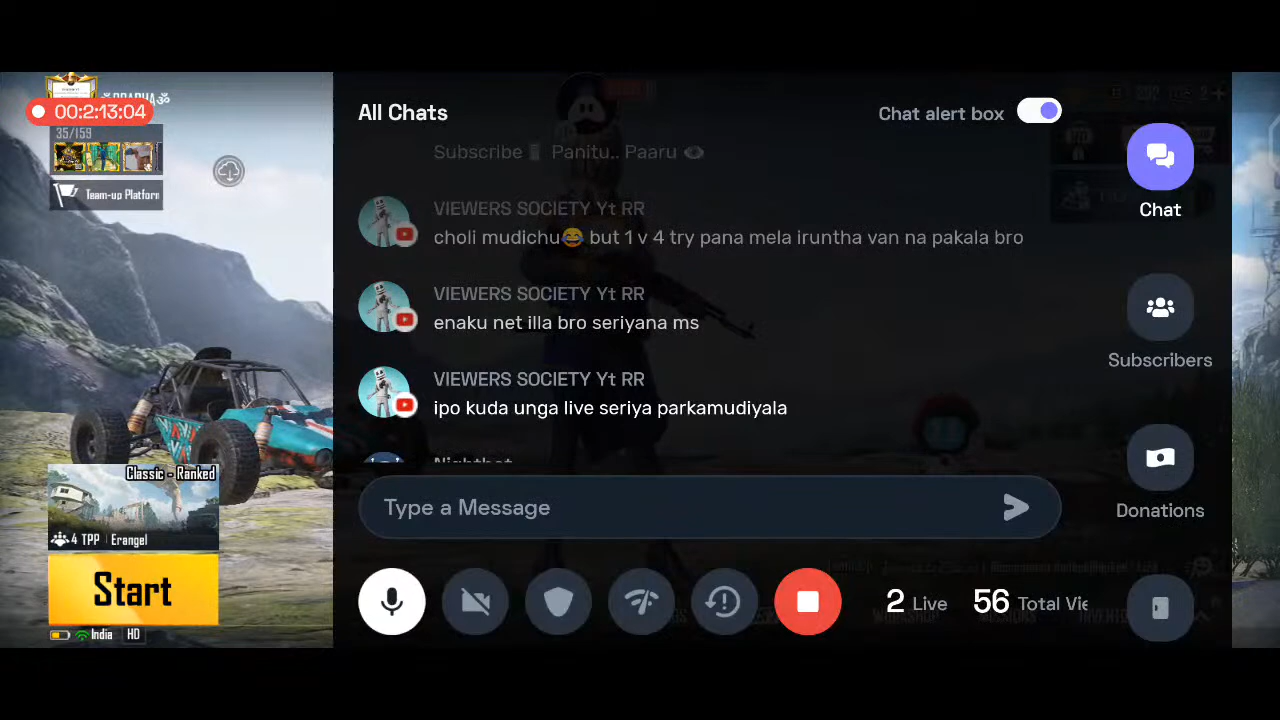 00:2:13:04
35/159
Team-up Platform
All Chats
Chat alert box
Subscribe Panitu.. Paaru
VIEWERS SOCIETY Yt RR
choli mudichu😂 but 1 v 4 try pana mela iruntha van na pakala bro
VIEWERS SOCIETY Yt RR
enaku net illa bro seriyana ms
VIEWERS SOCIETY Yt RR
ipo kuda unga live seriya parkamudiyala
Nightbot
Type a Message
Chat
Subscribers
Donations
Classic - Ranked
4 TPP | Erangel
Start
India HD
2 Live 56 Total Vie